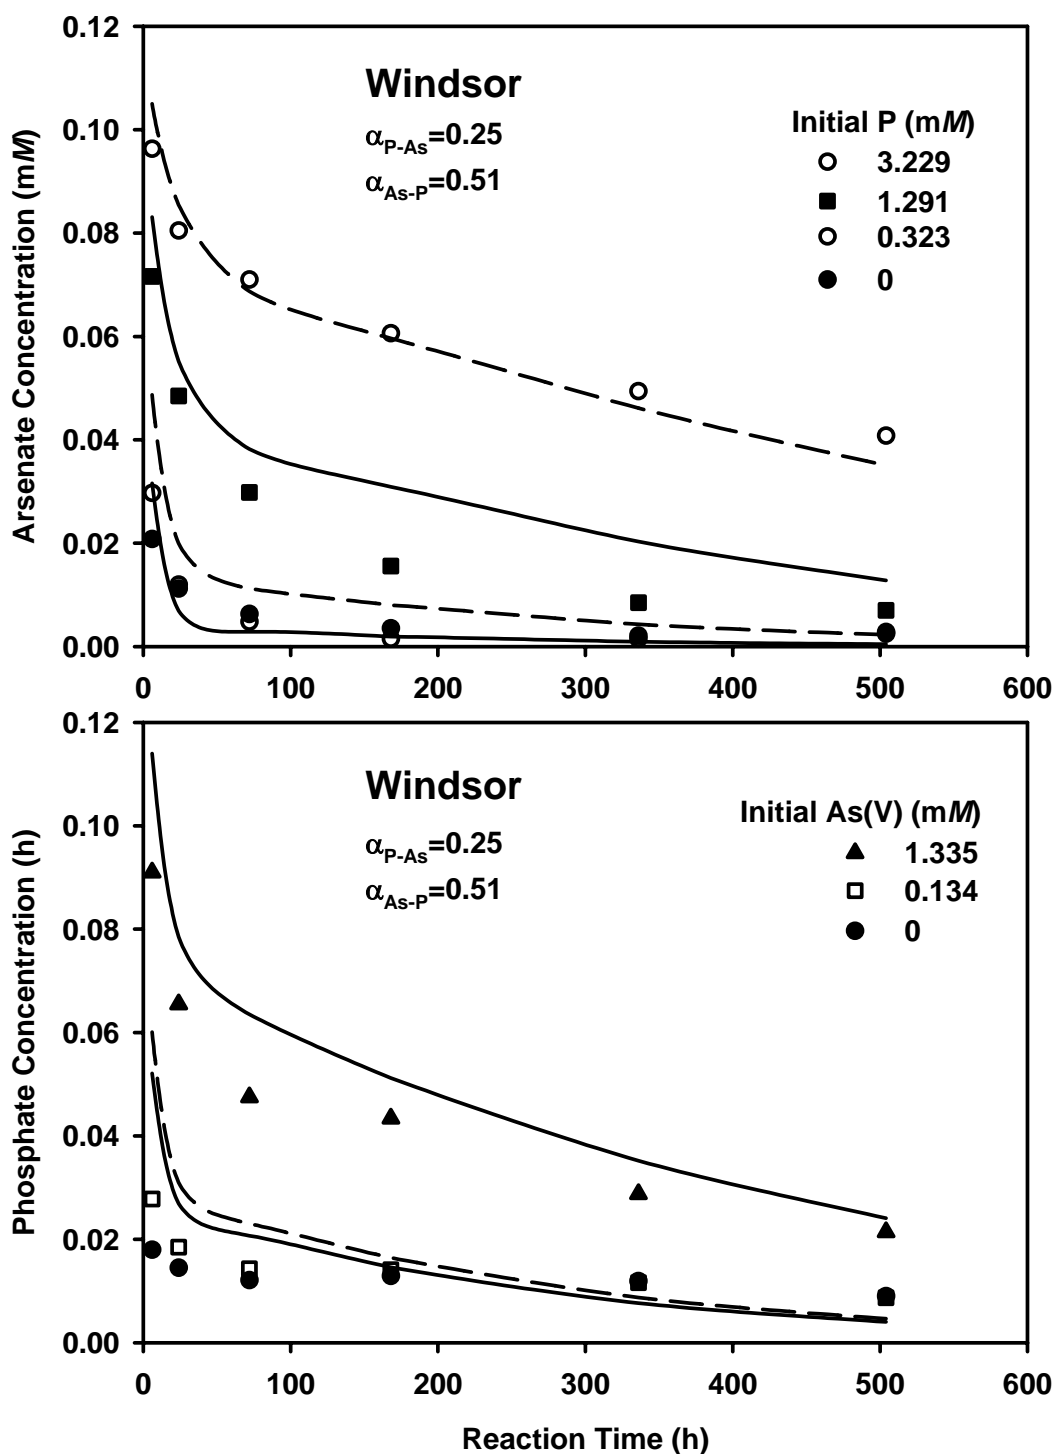 0.12
0.10
0.08
0.06
0.04
0.02
0.00
Arsenate Concentration (mM)
Windsor
αP-As=0.25
αAs-P=0.51
Initial P (mM)
3.229
1.291
0.323
0
0 100 200 300 400 500 600
0.12
0.10
0.08
0.06
0.04
0.02
0.00
Phosphate Concentration (h)
Windsor
αP-As=0.25
αAs-P=0.51
Initial As(V) (mM)
1.335
0.134
0
0 100 200 300 400 500 600
Reaction Time (h)